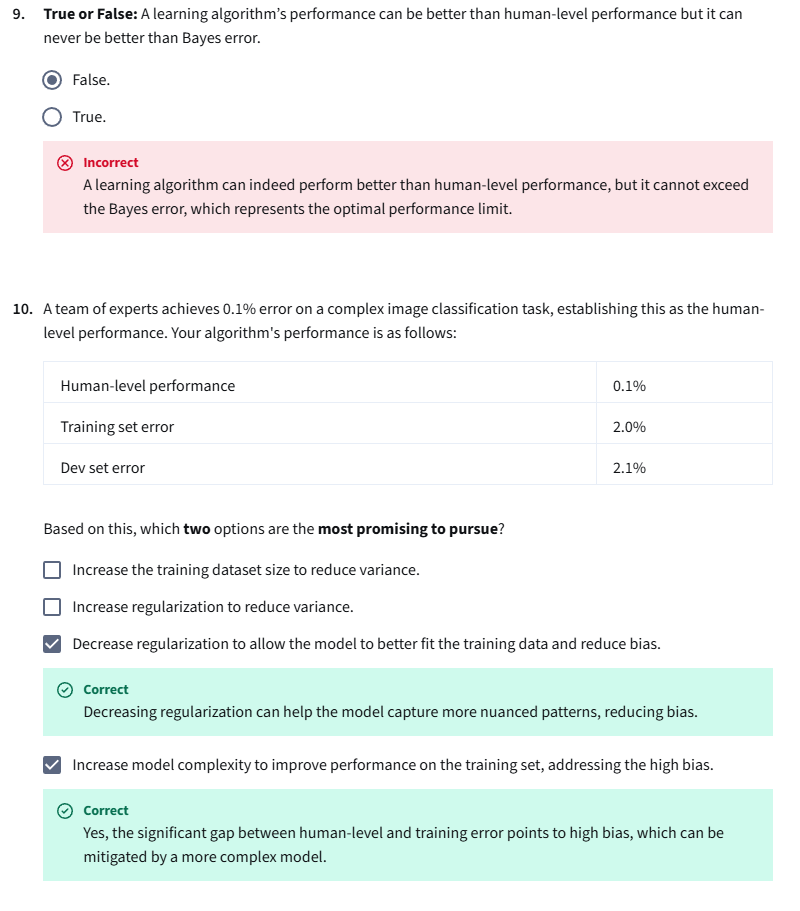 9. True or False: A learning algorithm’s performance can be better than human-level performance but it can
never be better than Bayes error.
False.
True.
Incorrect
A learning algorithm can indeed perform better than human-level performance, but it cannot exceed
the Bayes error, which represents the optimal performance limit.
10. A team of experts achieves 0.1% error on a complex image classification task, establishing this as the human-
level performance. Your algorithm's performance is as follows:
Human-level performance 0.1%
Training set error 2.0%
Dev set error 2.1%
Based on this, which two options are the most promising to pursue?
Increase the training dataset size to reduce variance.
Increase regularization to reduce variance.
Decrease regularization to allow the model to better fit the training data and reduce bias.
Correct
Decreasing regularization can help the model capture more nuanced patterns, reducing bias.
Increase model complexity to improve performance on the training set, addressing the high bias.
Correct
Yes, the significant gap between human-level and training error points to high bias, which can be
mitigated by a more complex model.